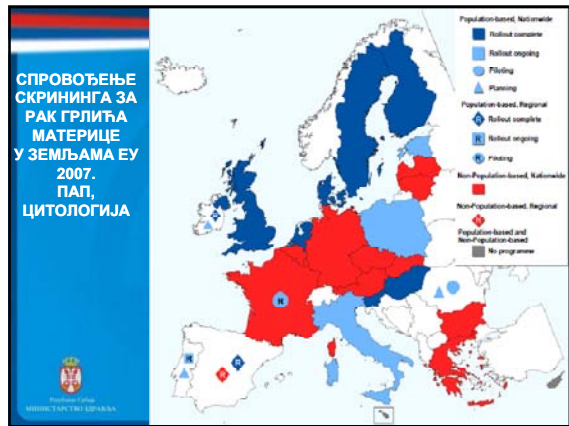 СПРОВОЂЕЊЕ
СКРИНИНГА ЗА
РАК ГРЛИЋА
МАТЕРИЦЕ
У ЗЕМЉАМА ЕУ
2007.
ПАП,
ЦИТОЛОГИЈА
Република Србија
МИНИСТАРСТВО ЗДРАВЉА
Population-based, Nationwide
Rollout complete
Rollout ongoing
Piloting
Planning
Population-based, Regional
R Rollout complete
R Rollout ongoing
R Piloting
Non-Population-based, Nationwide
Non-Population-based, Regional
R
Population-based and
Non-Population-based
No programme
R
R
R
R
R